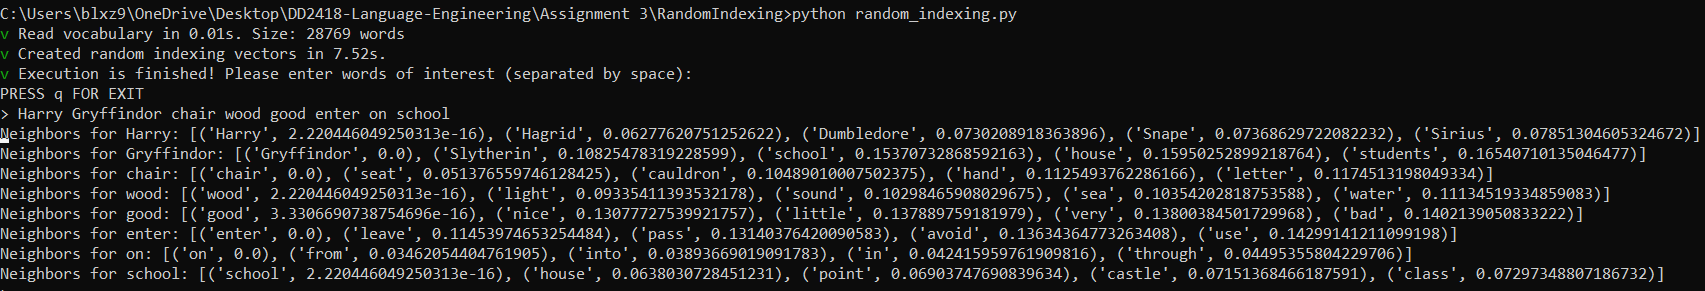 C:\Users\blxz9\OneDrive\Desktop\DD2418-Language-Engineering\Assignment 3\RandomIndexing>python random_indexing.py
v Read vocabulary in 0.01s. Size: 28769 words
v Created random indexing vectors in 7.52s.
v Execution is finished! Please enter words of interest (separated by space):
PRESS q FOR EXIT
> Harry Gryffindor chair wood good enter on school
Neighbors for Harry: [('Harry', 2.220446049250313e-16), ('Hagrid', 0.06277620751252622), ('Dumbledore', 0.0730208918363896), ('Snape', 0.07368629722082232), ('Sirius', 0.07851304605324672)]
Neighbors for Gryffindor: [('Gryffindor', 0.0), ('Slytherin', 0.10825478319228599), ('school', 0.15370732868592163), ('house', 0.15950252899218764), ('students', 0.16540710135046477)]
Neighbors for chair: [('chair', 0.0), ('seat', 0.051376559746128425), ('cauldron', 0.10489010007502375), ('hand', 0.1125493762286166), ('letter', 0.1174513198049334)]
Neighbors for wood: [('wood', 2.220446049250313e-16), ('light', 0.09335411393532178), ('sound', 0.10298465908029675), ('sea', 0.10354202818753588), ('water', 0.11134519334859083)]
Neighbors for good: [('good', 3.3306690738754696e-16), ('nice', 0.13077727539921757), ('little', 0.137889759181979), ('very', 0.13800384501729968), ('bad', 0.1402139050833222)]
Neighbors for enter: [('enter', 0.0), ('leave', 0.11453974653254484), ('pass', 0.13140376420090583), ('avoid', 0.13634364773263408), ('use', 0.14299141211099198)]
Neighbors for on: [('on', 0.0), ('from', 0.03462054404761905), ('into', 0.03893669019091783), ('in', 0.042415959761909816), ('through', 0.04495355804229706)]
Neighbors for school: [('school', 2.220446049250313e-16), ('house', 0.0638030728451231), ('point', 0.06903747690839634), ('castle', 0.07151368466187591), ('class', 0.07297348807186732)]